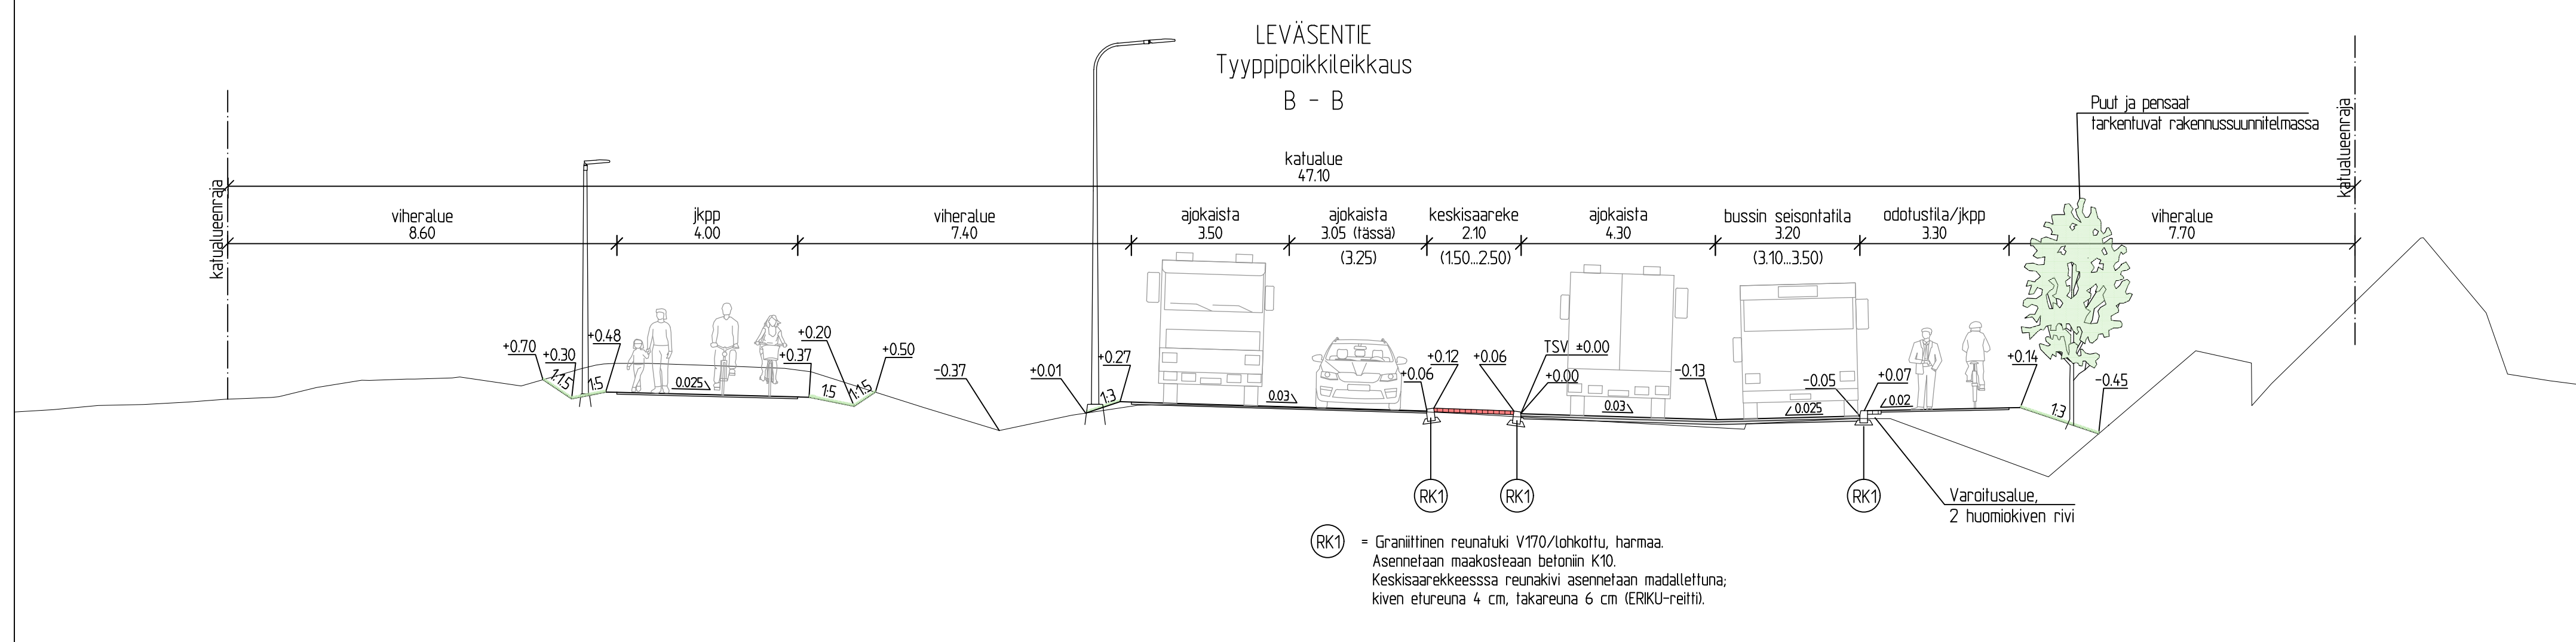 LEVÄSENTIE
Tyyppipoikkileikkaus
B - B
Puut ja pensaat
tarkentuvat rakennussuunnitelmassa
katualueenraja
katualueenraja
katualue
47.10
viheralue
8.60
jkpp
4.00
viheralue
7.40
ajokaista
3.50
ajokaista
3.05 (tässä)
(3.25)
keskisaareke
2.10
(1.50...2.50)
ajokaista
4.30
bussin seisontatila
3.20
(3.10...3.50)
odotustila/jkpp
3.30
viheralue
7.70
+0.70
+0.30
+0.48
+0.20
+0.37
+0.50
-0.37
+0.01
+0.27
+0.12
+0.06
+0.06
TSV ±0.00
+0.00
-0.13
-0.05
+0.07
+0.14
-0.45
1:1.5
1:5
0.025
1:5
1:1.5
1:3
0.03
0.03
0.025
0.02
1:3
RK1
RK1
RK1
Varoitusalue,
2 huomiokiven rivi
RK1 = Graniittinen reunatuki V170/lohkottu, harmaa.
Asennetaan maakosteaan betoniin K10.
Keskisaarekkeesssa reunakivi asennetaan madallettuna;
kiven etureuna 4 cm, takareuna 6 cm (ERIKU-reitti).